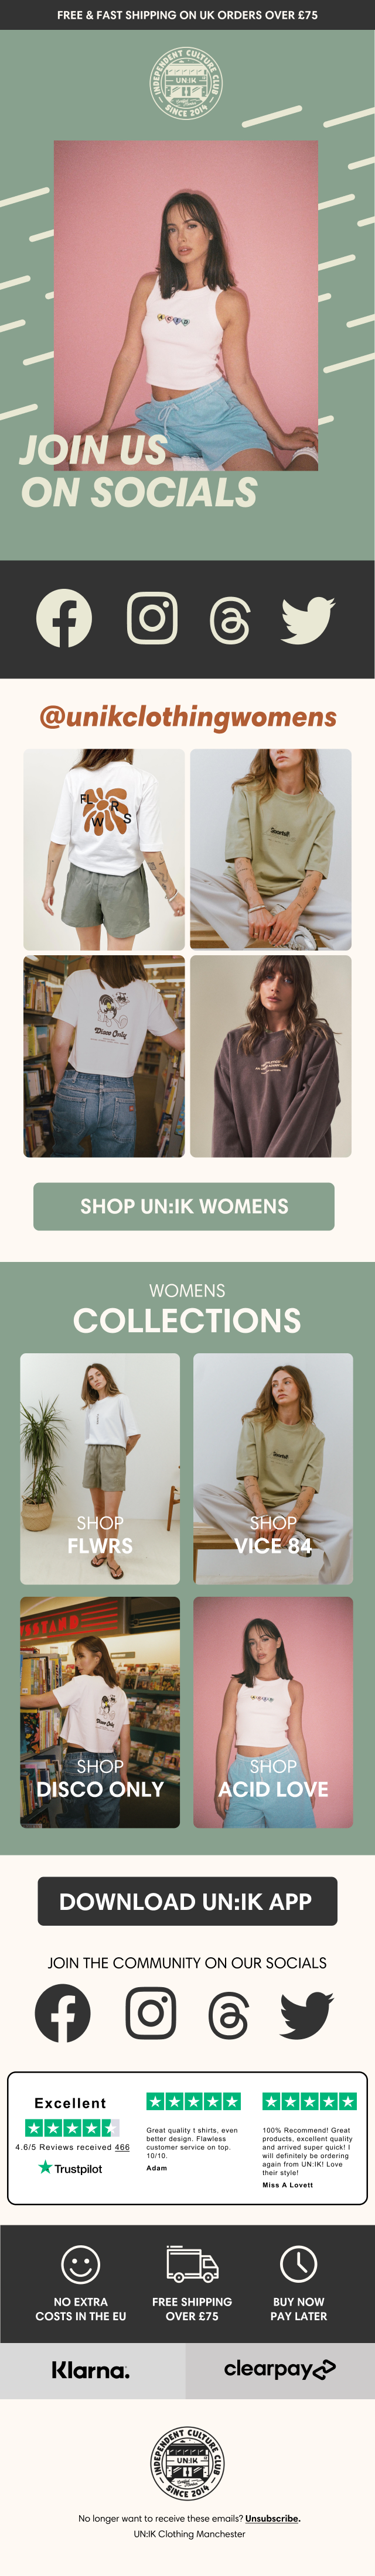 FREE & FAST SHIPPING ON UK ORDERS OVER £75
INDEPENDENT CULTURE CLUB
UN:IK
SINCE 2014
ACID
JOIN US
ON SOCIALS
@unikclothingwomens
FLWRS
Disco Only
SHOP UN:IK WOMENS
WOMENS
COLLECTIONS
SHOP
FLWRS
SHOP
VICE 84
SHOP
DISCO ONLY
SHOP
ACID LOVE
DOWNLOAD UN:IK APP
JOIN THE COMMUNITY ON OUR SOCIALS
Excellent
4.6/5 Reviews received 466
Trustpilot
Great quality t shirts, even
better design. Flawless
customer service on top.
10/10.
Adam
100% Recommend! Great
products, excellent quality
and arrived super quick! I
will definitely be ordering
again from UN:IK! Love
their style!
Miss A Lovett
NO EXTRA
COSTS IN THE EU
FREE SHIPPING
OVER £75
BUY NOW
PAY LATER
Klarna.
clearpay
INDEPENDENT CULTURE CLUB
UN:IK
SINCE 2014
No longer want to receive these emails? Unsubscribe.
UN:IK Clothing Manchester